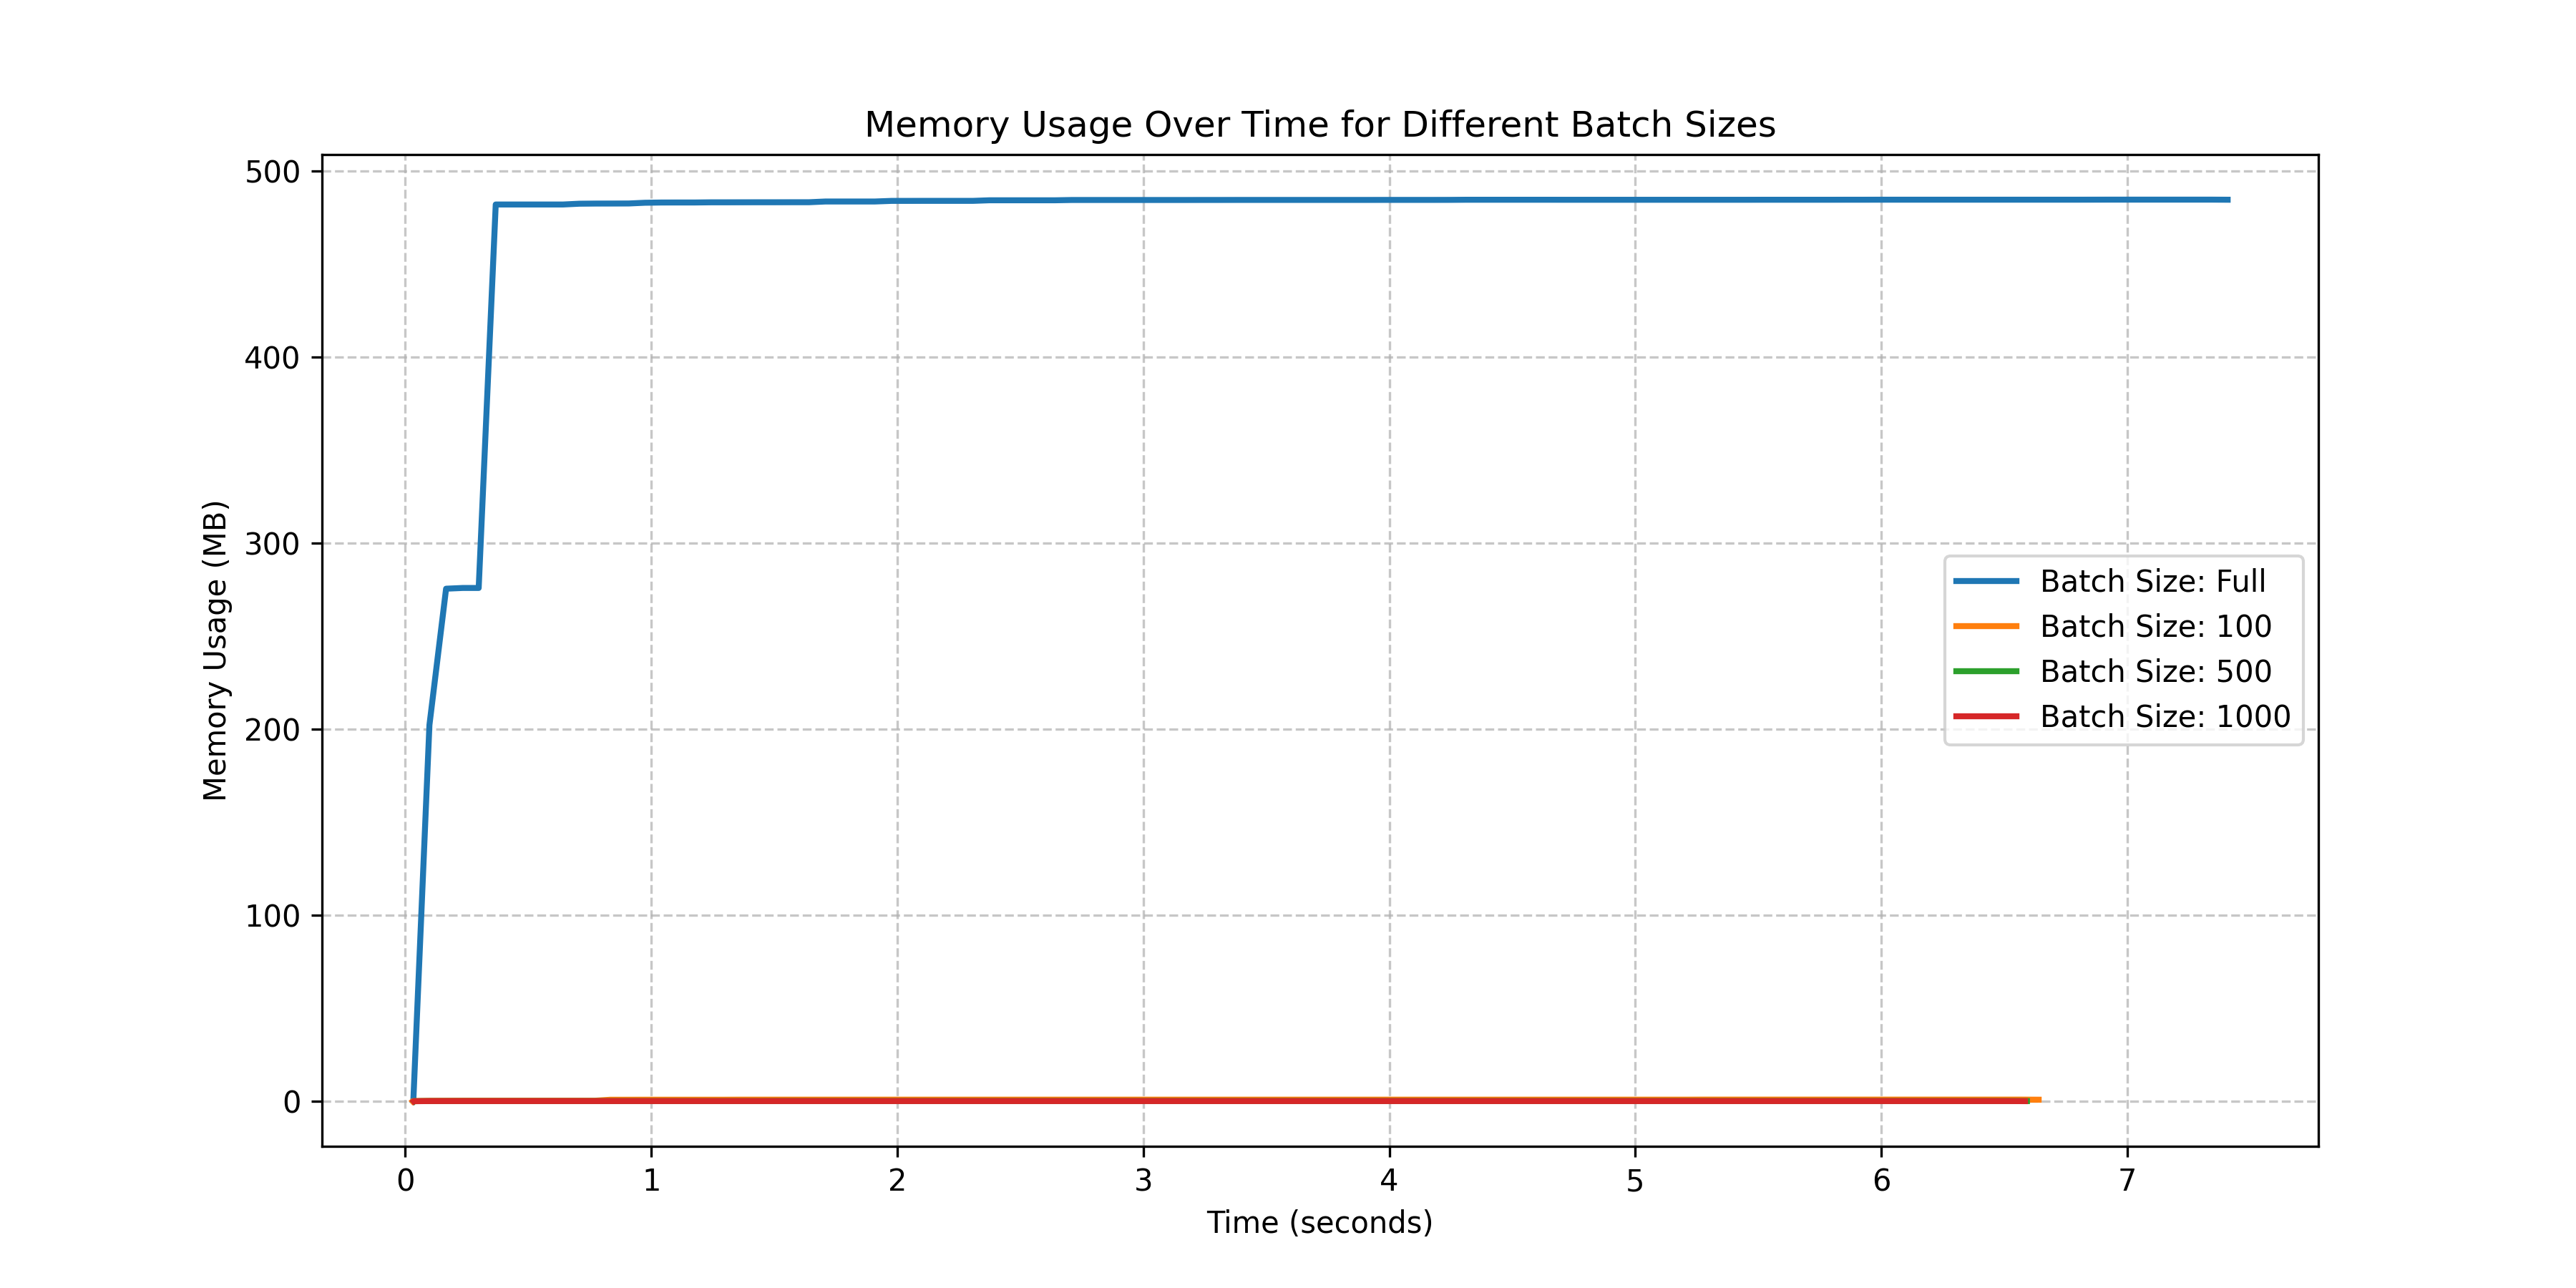 Memory Usage Over Time for Different Batch Sizes
Memory Usage (MB)
500
400
300
200
100
0
Batch Size: Full
Batch Size: 100
Batch Size: 500
Batch Size: 1000
0 1 2 3 4 5 6 7
Time (seconds)